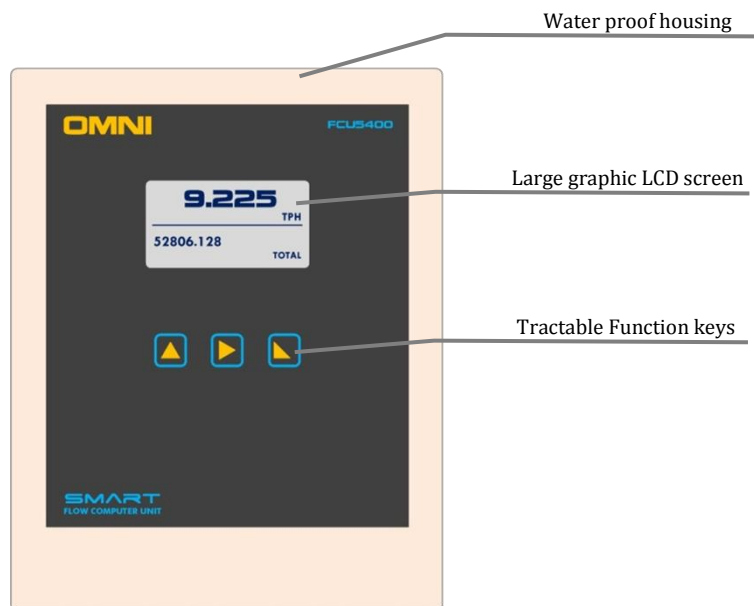 Water proof housing
OMNI
FCU5400
Large graphic LCD screen
9.225
TPH
52806.128
TOTAL
Tractable Function keys
SMART
FLOW COMPUTER UNIT